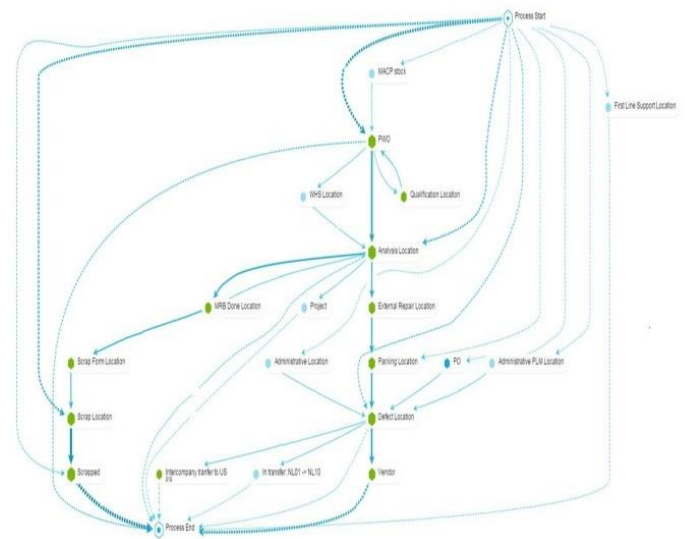 Process Start
MACP stock
First Line Support Location
PWO
WHS Location
Qualification Location
Analysis Location
MRB Done Location
Project
External Repair Location
Scrap Form Location
Administrative Location
Packing Location
PO
Administrative PLM Location
Scrap Location
Defect Location
Scrapped
Intercompany tranfer to US
In transfer: NL01 -> NL10
Vendor
Process End